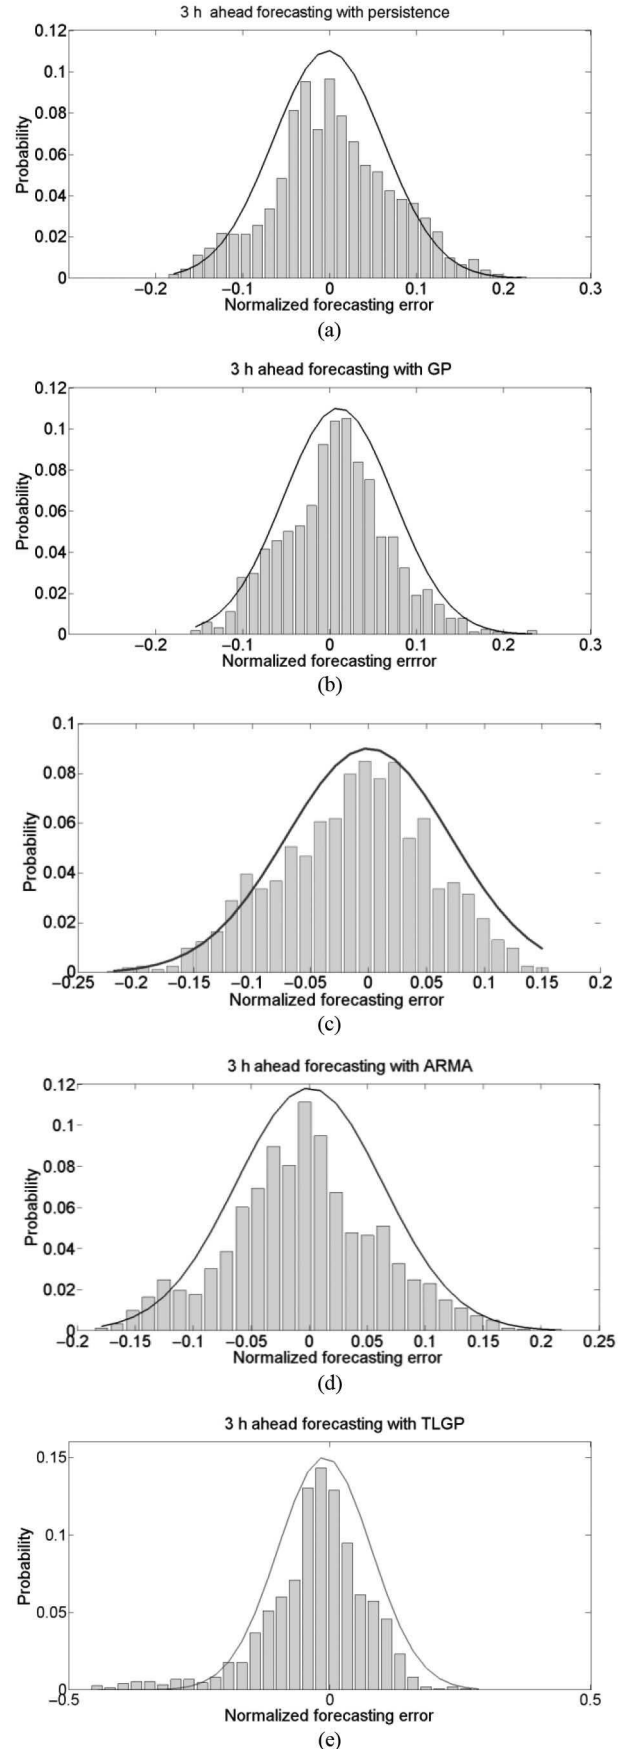 3 h ahead forecasting with persistence
0.12
0.1
0.08
0.06
0.04
0.02
0
Probability
–0.2 –0.1 0 0.1 0.2 0.3
Normalized forecasting error
(a)
3 h ahead forecasting with GP
0.12
0.1
0.08
0.06
0.04
0.02
0
Probability
–0.2 –0.1 0 0.1 0.2 0.3
Normalized forecasting errror
(b)
0.1
0.08
0.06
0.04
0.02
0
Probability
–0.25 –0.2 –0.15 –0.1 –0.05 0 0.05 0.1 0.15 0.2
Normalized forecasting error
(c)
3 h ahead forecasting with ARMA
0.12
0.1
0.08
0.06
0.04
0.02
0
Probability
–0.2 –0.15 –0.1 –0.05 0 0.05 0.1 0.15 0.2 0.25
Normalized forecasting error
(d)
3 h ahead forecasting with TLGP
0.15
0.1
0.05
0
Probability
–0.5 0 0.5
Normalized forecasting error
(e)